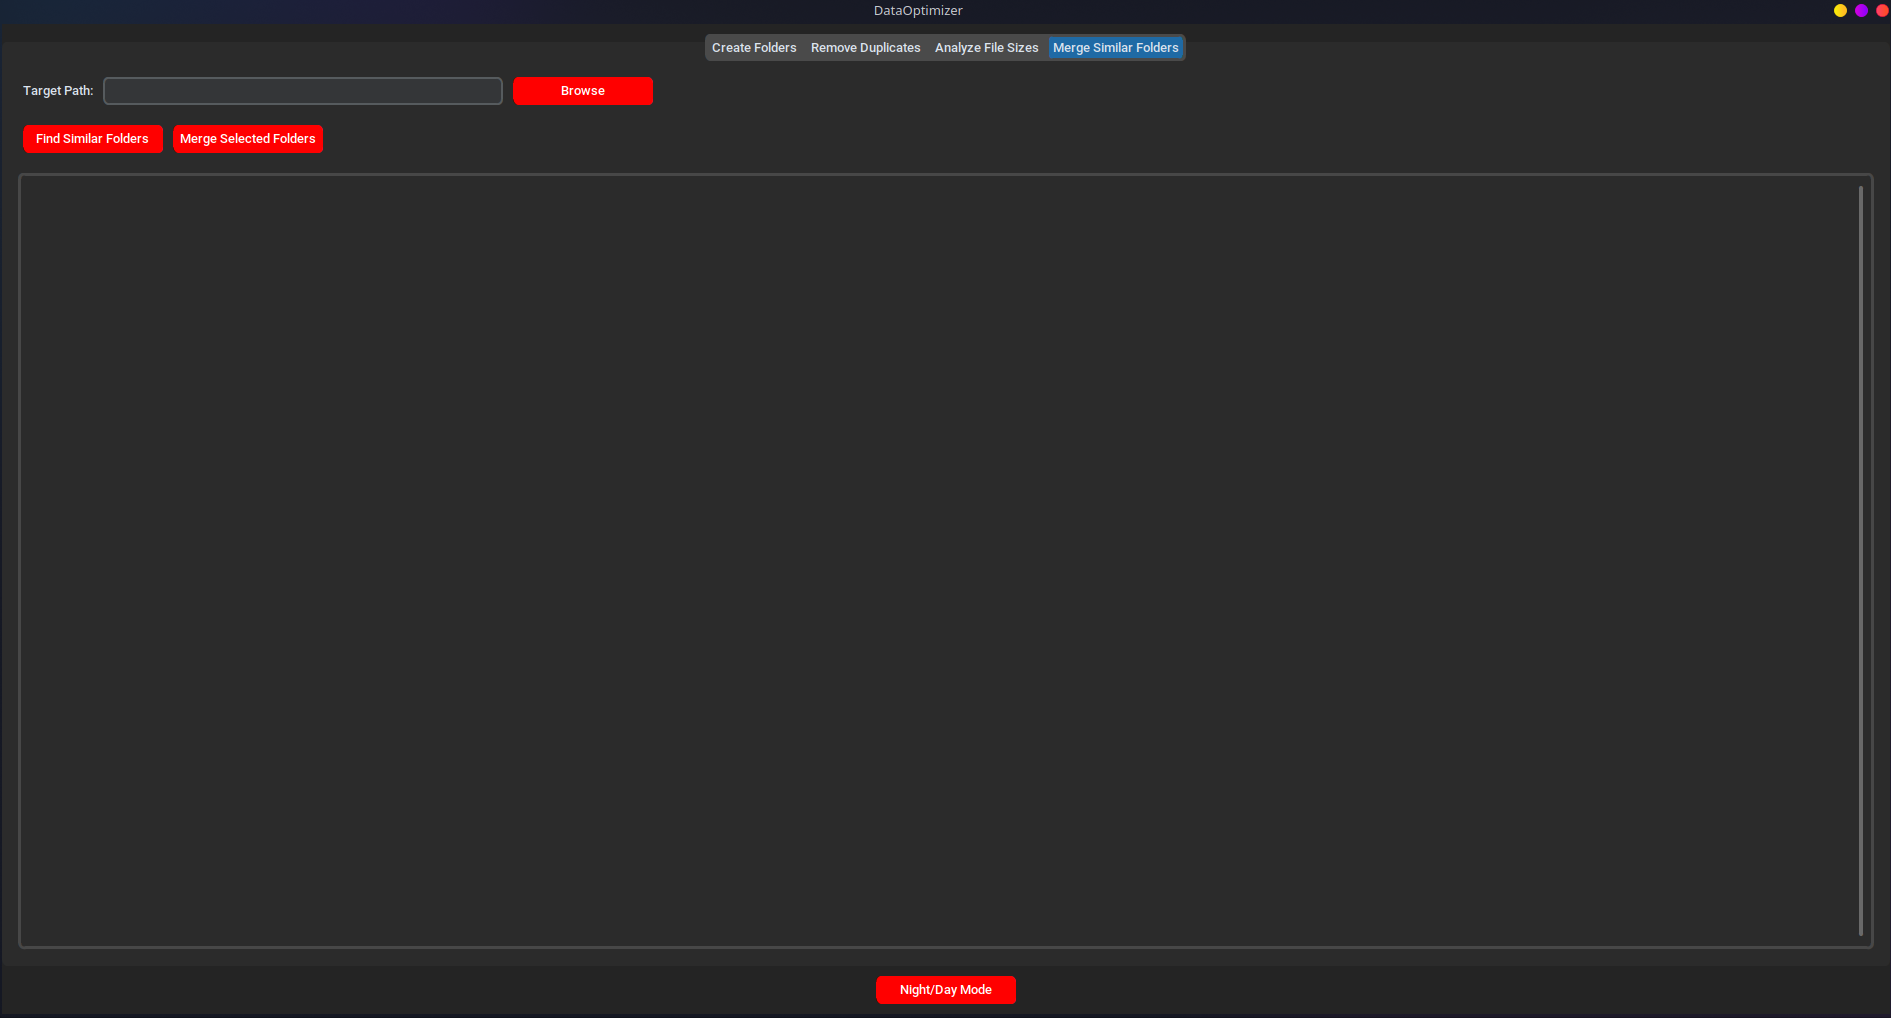 DataOptimizer
Create Folders Remove Duplicates Analyze File Sizes Merge Similar Folders
Target Path: Browse
Find Similar Folders Merge Selected Folders
Night/Day Mode